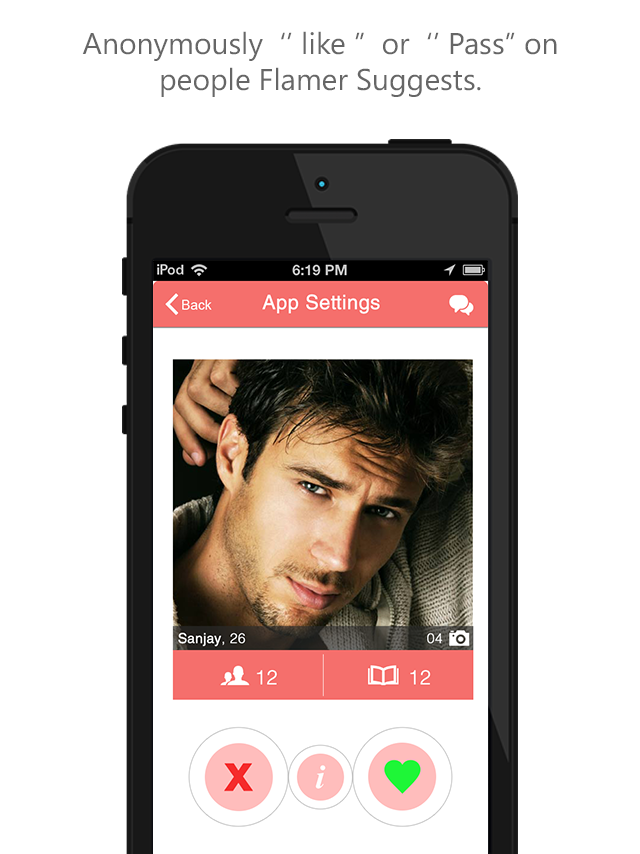 Anonymously ‘‘ like ” or ‘‘ Pass” on
people Flamer Suggests.
iPod 6:19 PM
Back App Settings
Sanjay, 26 04
12 12
X i